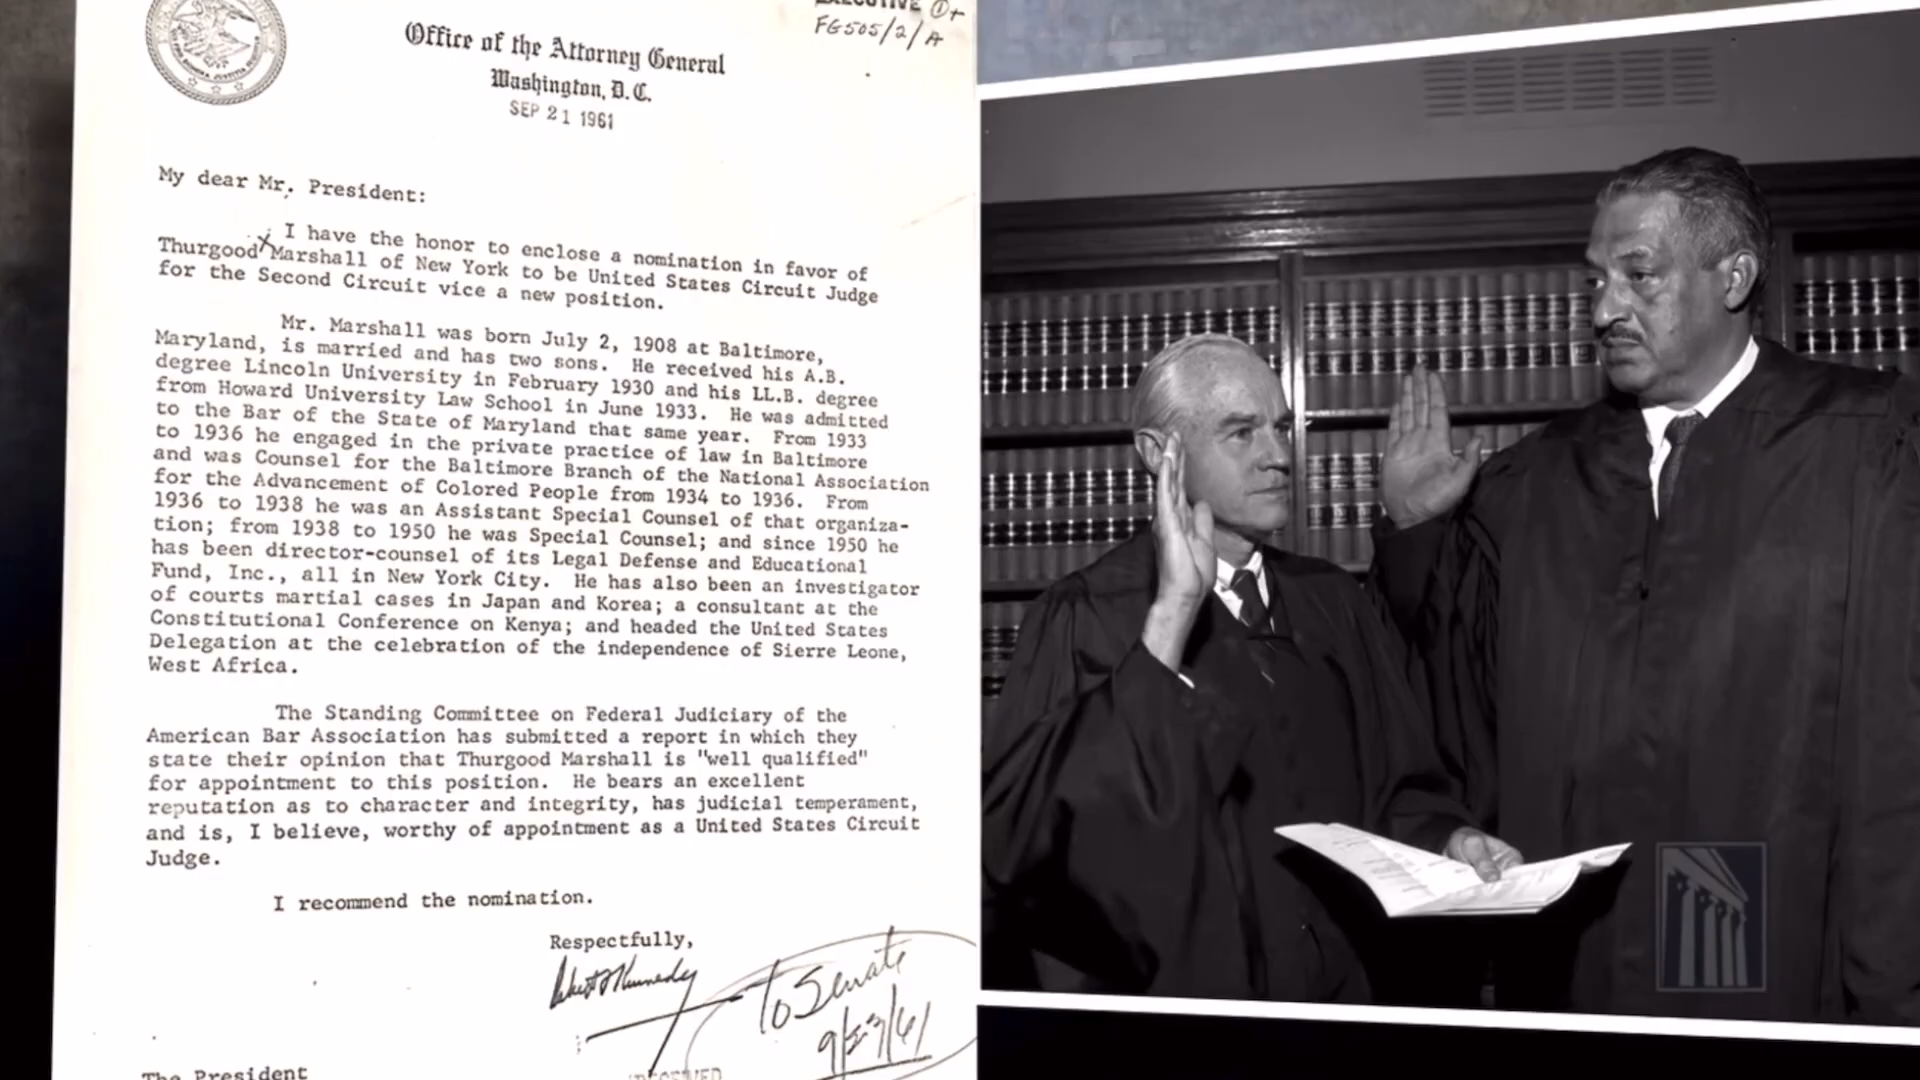 EXECUTIVE
FG505/2/A
Office of the Attorney General
Washington, D.C.
SEP 21 1961
My dear Mr. President:
I have the honor to enclose a nomination in favor of
Thurgood Marshall of New York to be United States Circuit Judge
for the Second Circuit vice a new position.
Mr. Marshall was born July 2, 1908 at Baltimore,
Maryland, is married and has two sons. He received his A.B.
degree Lincoln University in February 1930 and his LL.B. degree
from Howard University Law School in June 1933. He was admitted
to the Bar of the State of Maryland that same year. From 1933
to 1936 he engaged in the private practice of law in Baltimore
and was Counsel for the Baltimore Branch of the National Association
for the Advancement of Colored People from 1934 to 1936. From
1936 to 1938 he was an Assistant Special Counsel of that organiza-
tion; from 1938 to 1950 he was Special Counsel; and since 1950 he
has been director-counsel of its Legal Defense and Educational
Fund, Inc., all in New York City. He has also been an investigator
of courts martial cases in Japan and Korea; a consultant at the
Constitutional Conference on Kenya; and headed the United States
Delegation at the celebration of the independence of Sierre Leone,
West Africa.
The Standing Committee on Federal Judiciary of the
American Bar Association has submitted a report in which they
state their opinion that Thurgood Marshall is "well qualified"
for appointment to this position. He bears an excellent
reputation as to character and integrity, has judicial temperament,
and is, I believe, worthy of appointment as a United States Circuit
Judge.
I recommend the nomination.
Respectfully,
Robert F Kennedy
To Senate
9/23/61
The President
RECEIVED